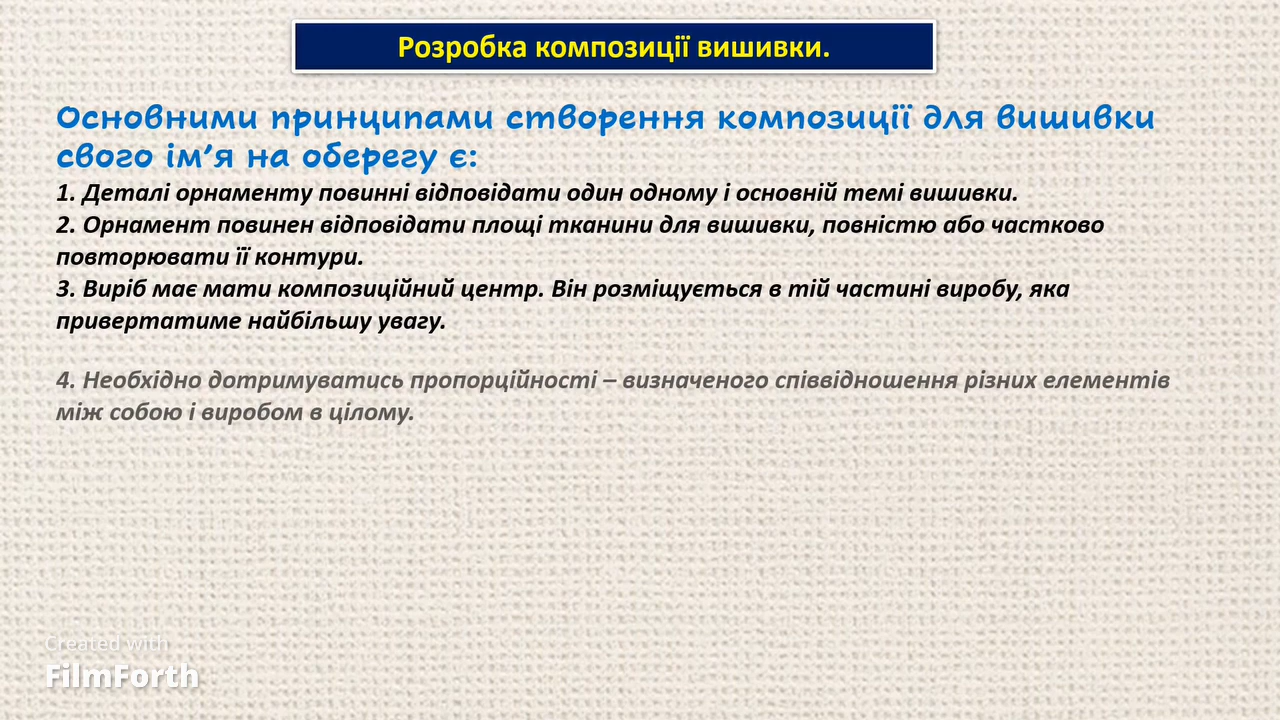 Розробка композиції вишивки.
Основними принципами створення композиції для вишивки
свого ім’я на оберегу є:
1. Деталі орнаменту повинні відповідати один одному і основній темі вишивки.
2. Орнамент повинен відповідати площі тканини для вишивки, повністю або частково
повторювати її контури.
3. Виріб має мати композиційний центр. Він розміщується в тій частині виробу, яка
привертатиме найбільшу увагу.
4. Необхідно дотримуватись пропорційності – визначеного співвідношення різних елементів
між собою і виробом в цілому.
Created with
FilmForth